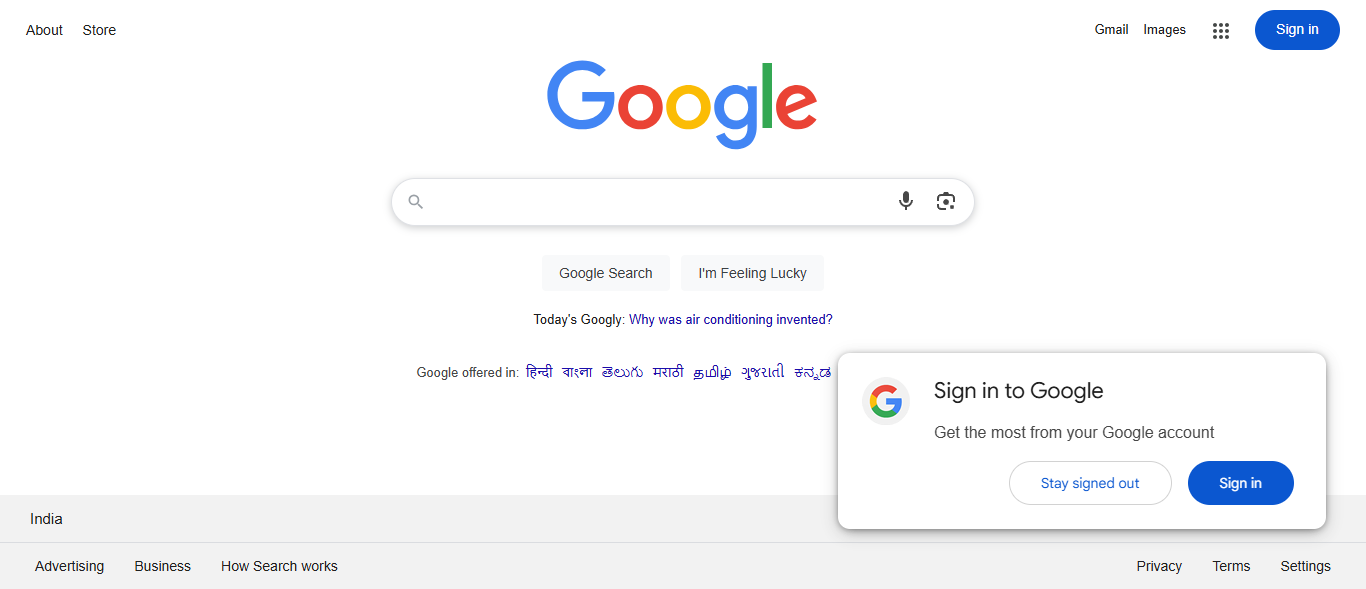 About Store Gmail Images Sign in
Google
Google Search I'm Feeling Lucky
Today's Googly: Why was air conditioning invented?
Google offered in: हिन्दी বাংলা తెలుగు मराठी தமிழ் ગુજરાતી ಕನ್ನಡ
Sign in to Google
Get the most from your Google account
Stay signed out Sign in
India
Advertising Business How Search works Privacy Terms Settings